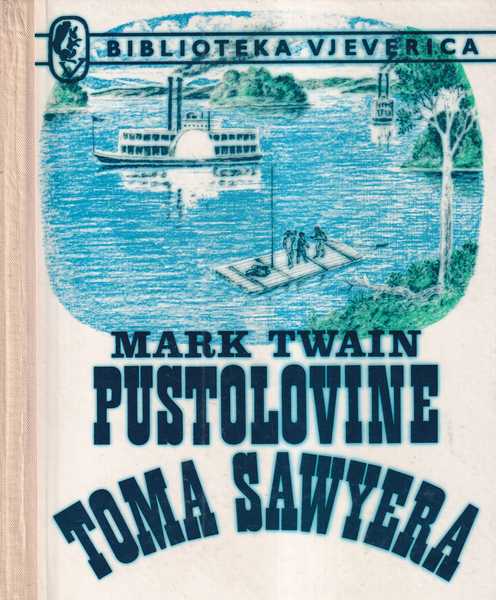 BIBLIOTEKA VJEVERICA
MARK TWAIN
PUSTOLOVINE
TOMA SAWYERA